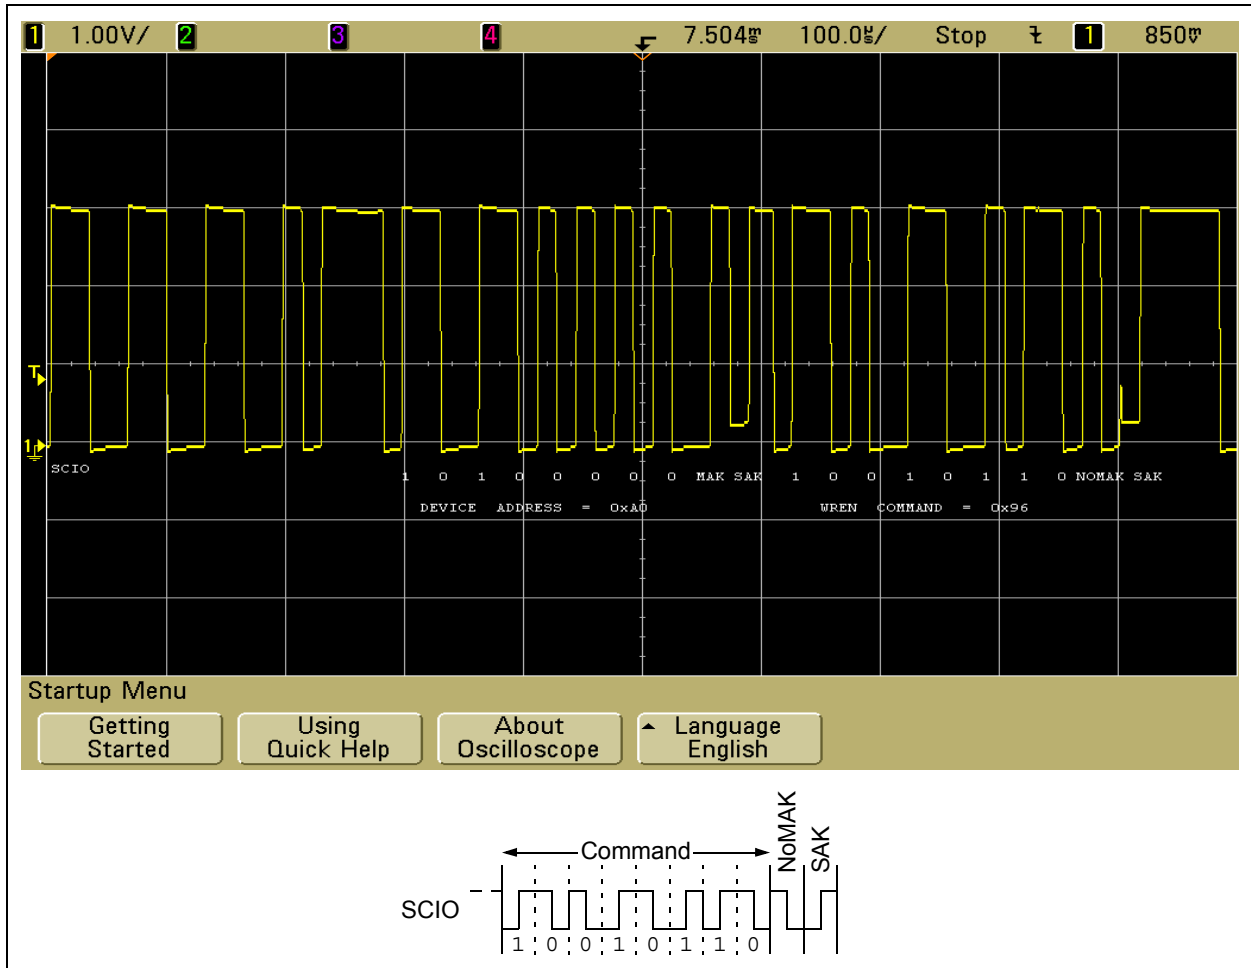 1 1.00V/ 2 3 4 7.504ms 100.0us/ Stop 1 850mV
T
1
SCIO
1 0 1 0 0 0 0 0 MAK SAK 1 0 0 1 0 1 1 0 NOMAK SAK
DEVICE ADDRESS = 0xA0 WREN COMMAND = 0x96
Startup Menu
Getting Started
Using Quick Help
About Oscilloscope
Language English
Command
NoMAK
SAK
SCIO
1 0 0 1 0 1 1 0